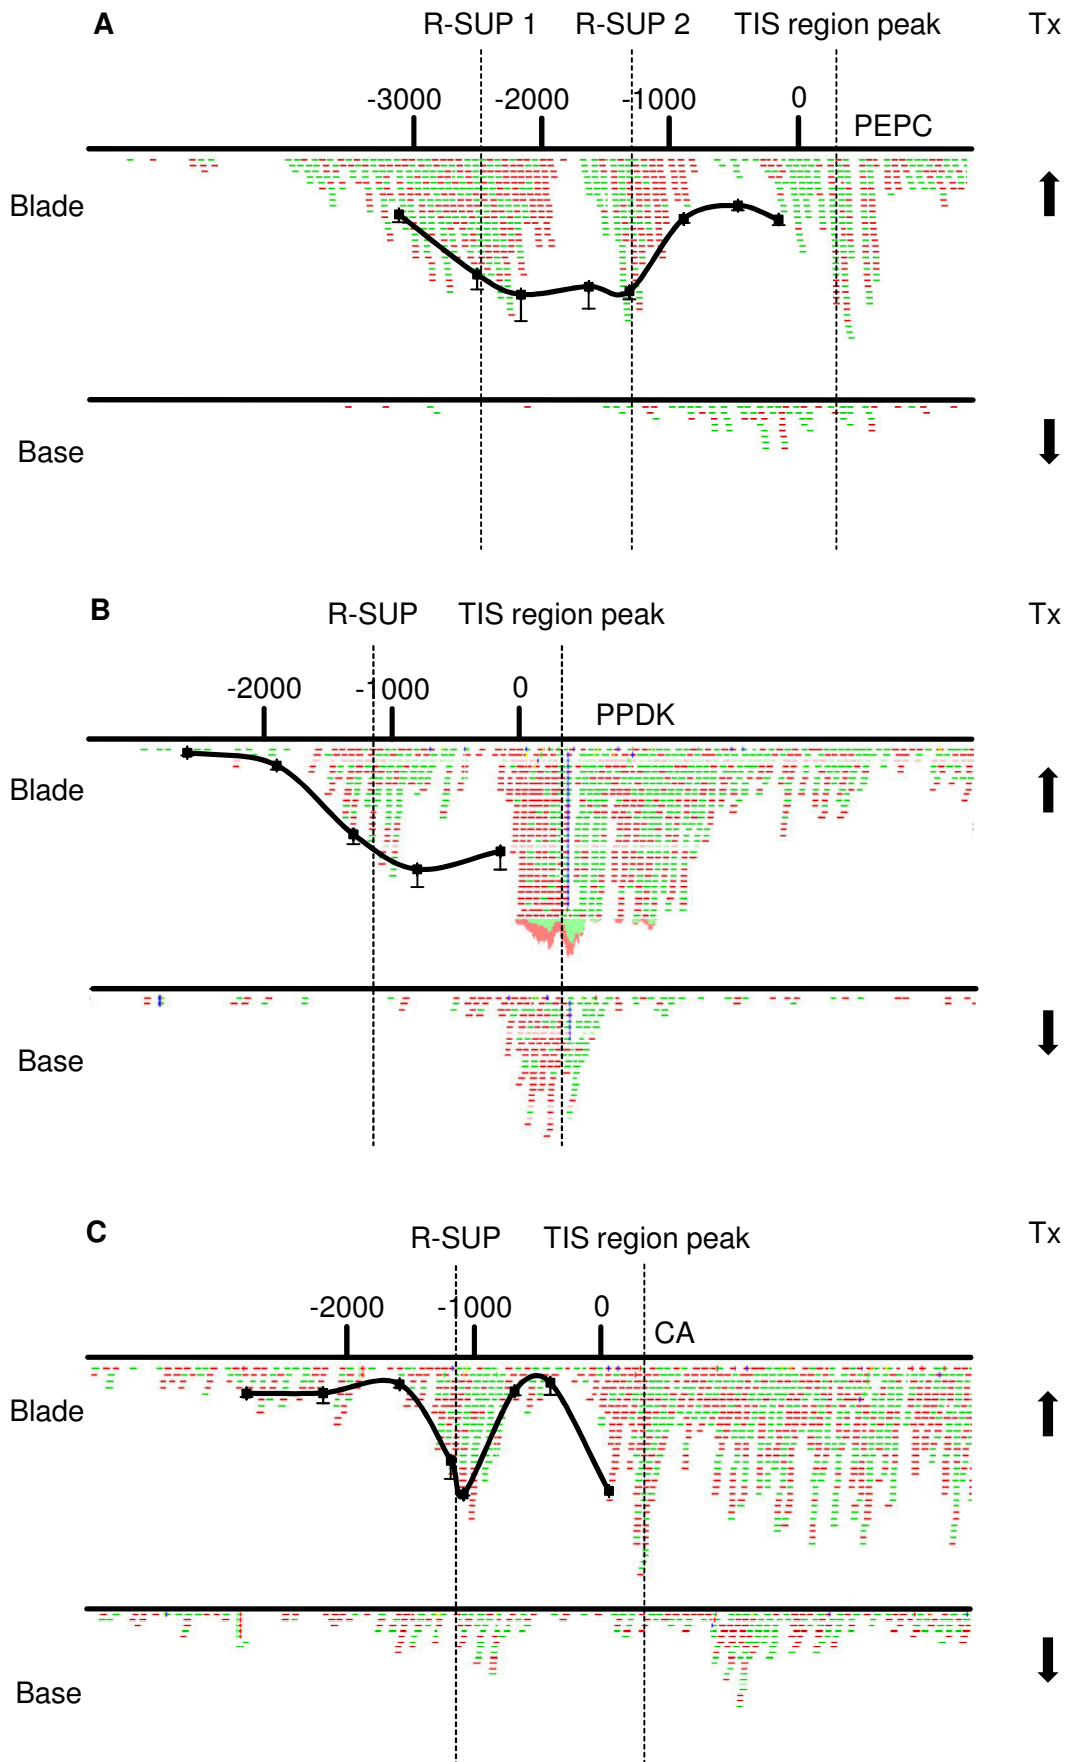 A R-SUP 1 R-SUP 2 TIS region peak Tx
-3000 -2000 -1000 0
PEPC
Blade
Base
B R-SUP TIS region peak Tx
-2000 -1000 0
PPDK
Blade
Base
C R-SUP TIS region peak Tx
-2000 -1000 0
CA
Blade
Base